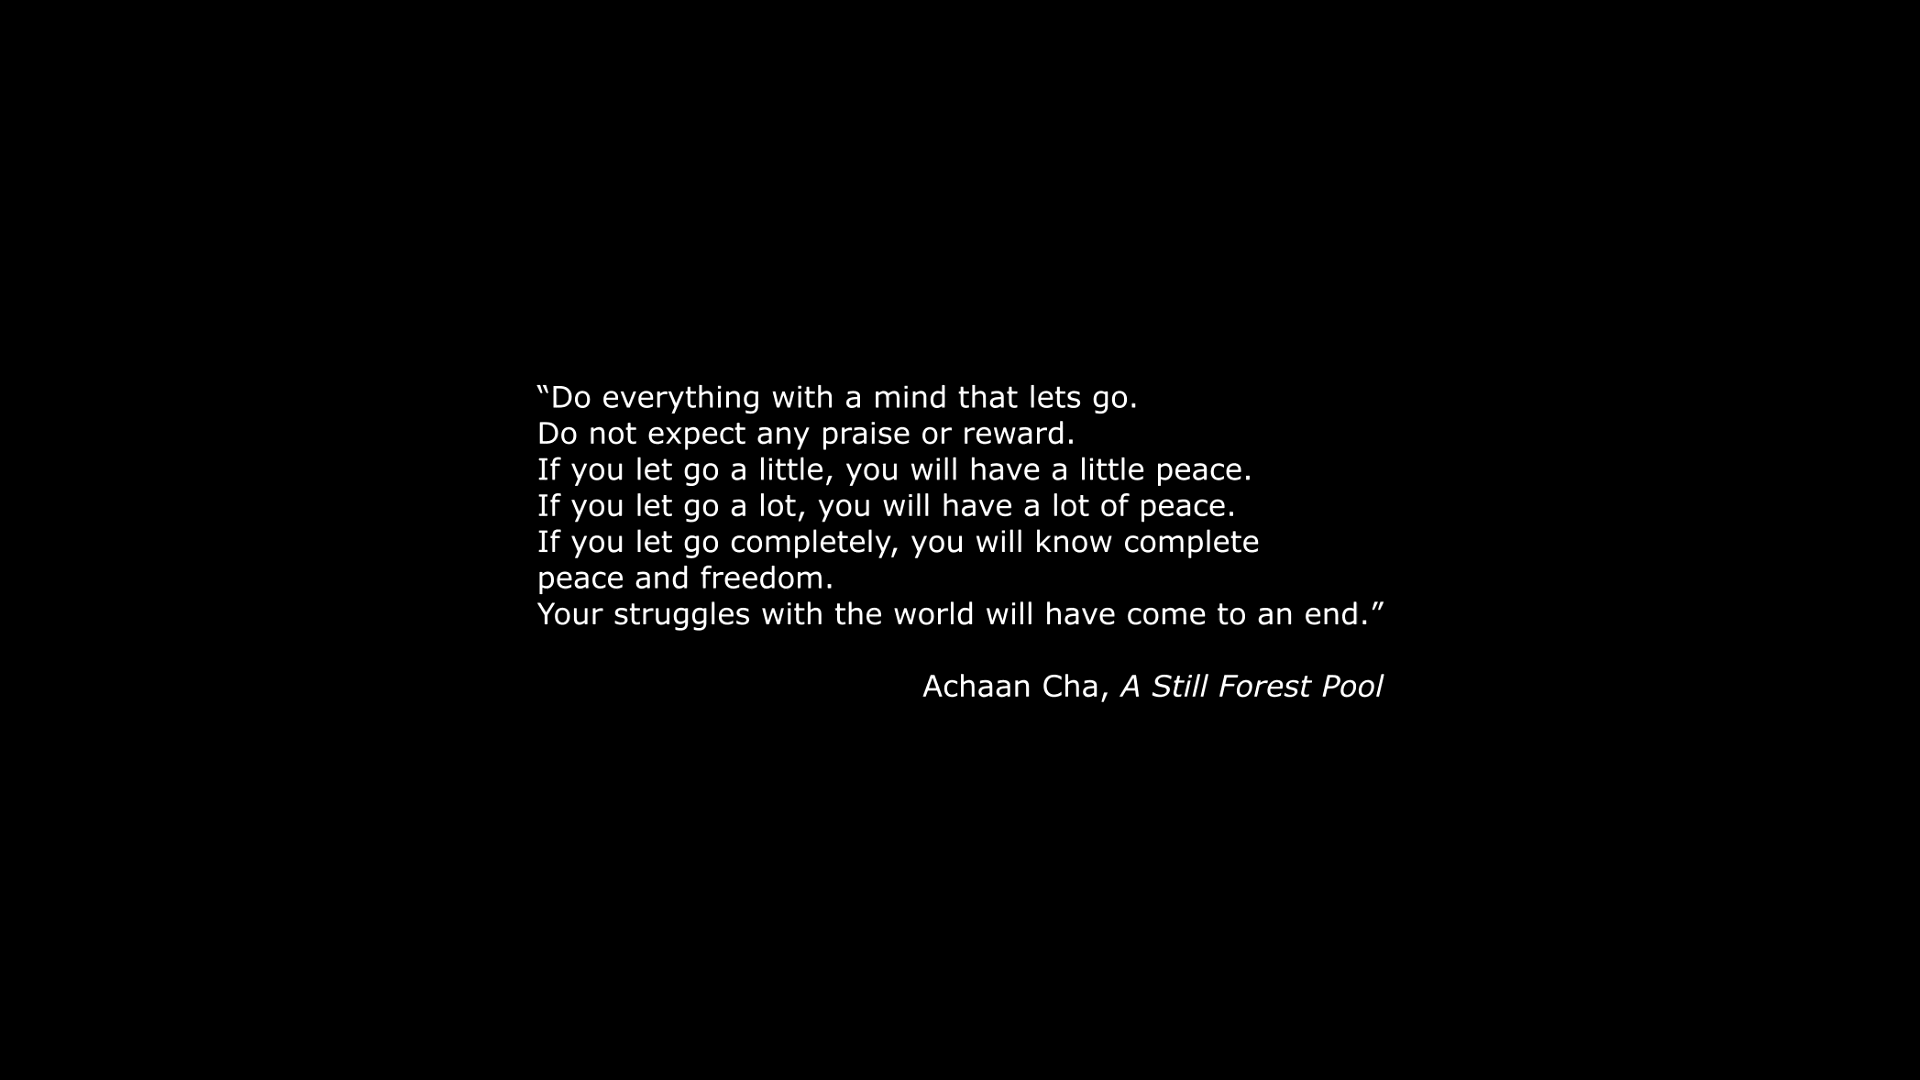 “Do everything with a mind that lets go.
Do not expect any praise or reward.
If you let go a little, you will have a little peace.
If you let go a lot, you will have a lot of peace.
If you let go completely, you will know complete
peace and freedom.
Your struggles with the world will have come to an end.”
Achaan Cha, A Still Forest Pool